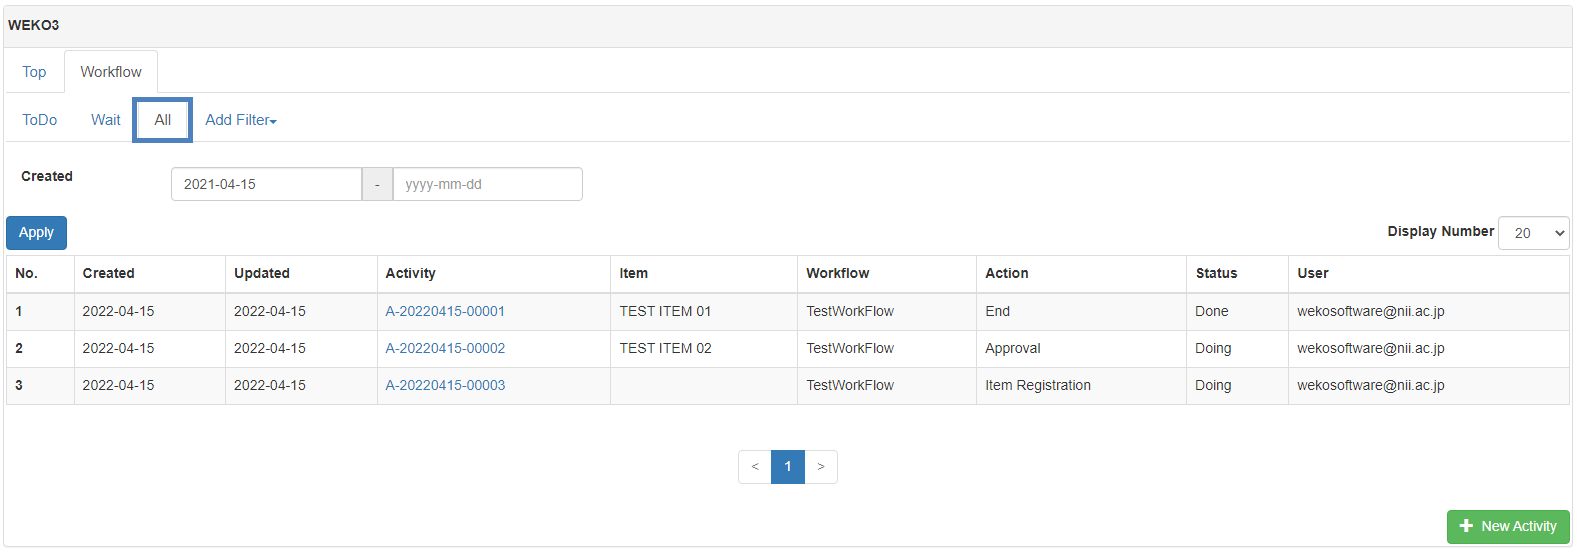 WEKO3
Top Workflow
ToDo Wait All Add Filter
Created 2021-04-15 - yyyy-mm-dd
Apply Display Number 20
No. Created Updated Activity Item Workflow Action Status User
1 2022-04-15 2022-04-15 A-20220415-00001 TEST ITEM 01 TestWorkFlow End Done wekosoftware@nii.ac.jp
2 2022-04-15 2022-04-15 A-20220415-00002 TEST ITEM 02 TestWorkFlow Approval Doing wekosoftware@nii.ac.jp
3 2022-04-15 2022-04-15 A-20220415-00003 TestWorkFlow Item Registration Doing wekosoftware@nii.ac.jp
< 1 >
New Activity